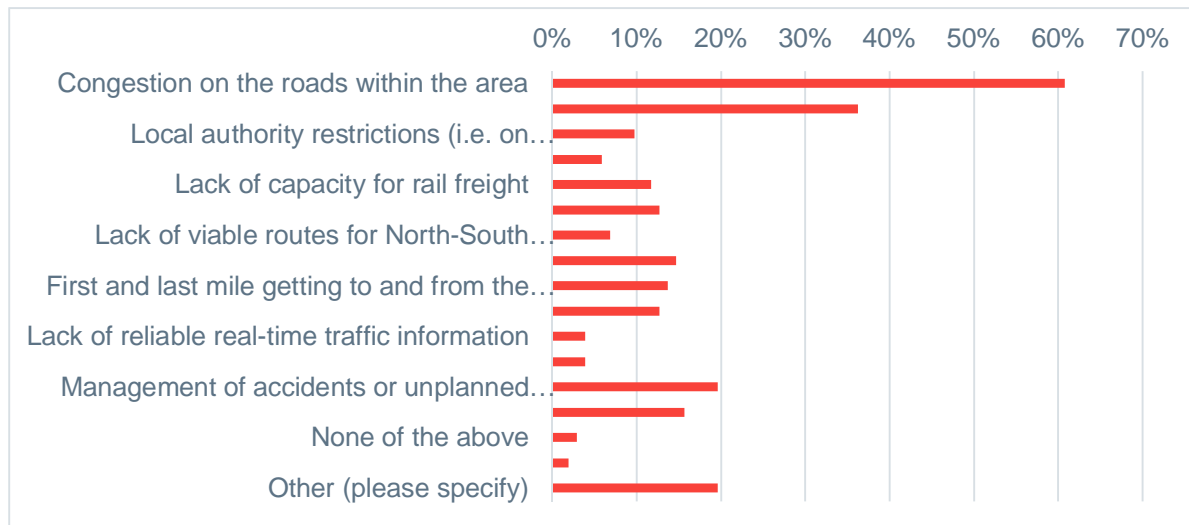 0% 10% 20% 30% 40% 50% 60% 70%
Congestion on the roads within the area
Local authority restrictions (i.e. on…
Lack of capacity for rail freight
Lack of viable routes for North-South…
First and last mile getting to and from the…
Lack of reliable real-time traffic information
Management of accidents or unplanned…
None of the above
Other (please specify)